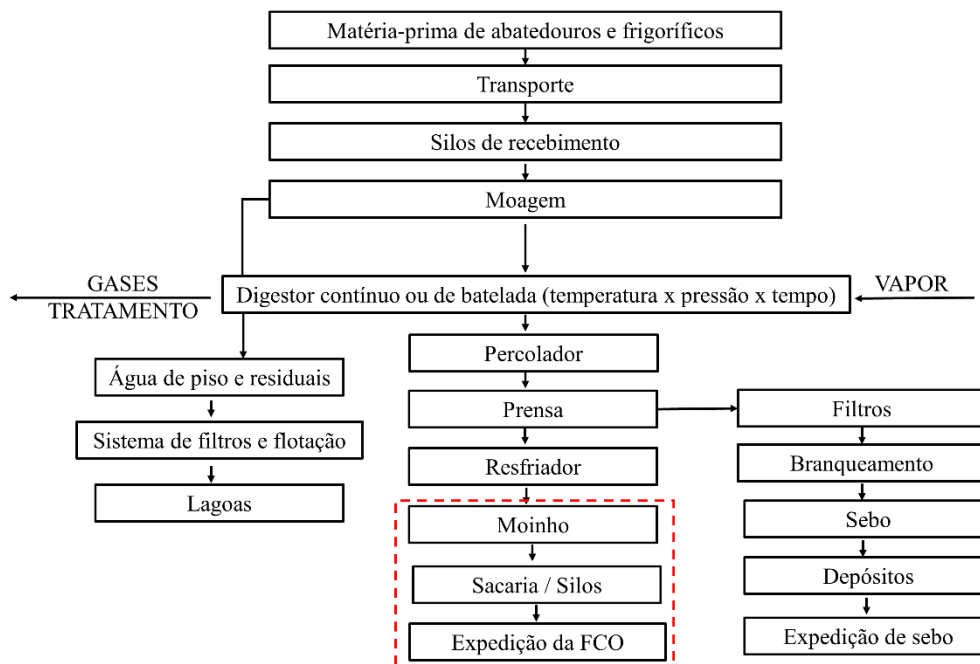 Matéria-prima de abatedouros e frigoríficos
Transporte
Silos de recebimento
Moagem
GASES
TRATAMENTO
Digestor contínuo ou de batelada (temperatura x pressão x tempo)
VAPOR
Água de piso e residuais
Sistema de filtros e flotação
Lagoas
Percolador
Prensa
Resfriador
Moinho
Sacaria / Silos
Expedição da FCO
Filtros
Branqueamento
Sebo
Depósitos
Expedição de sebo